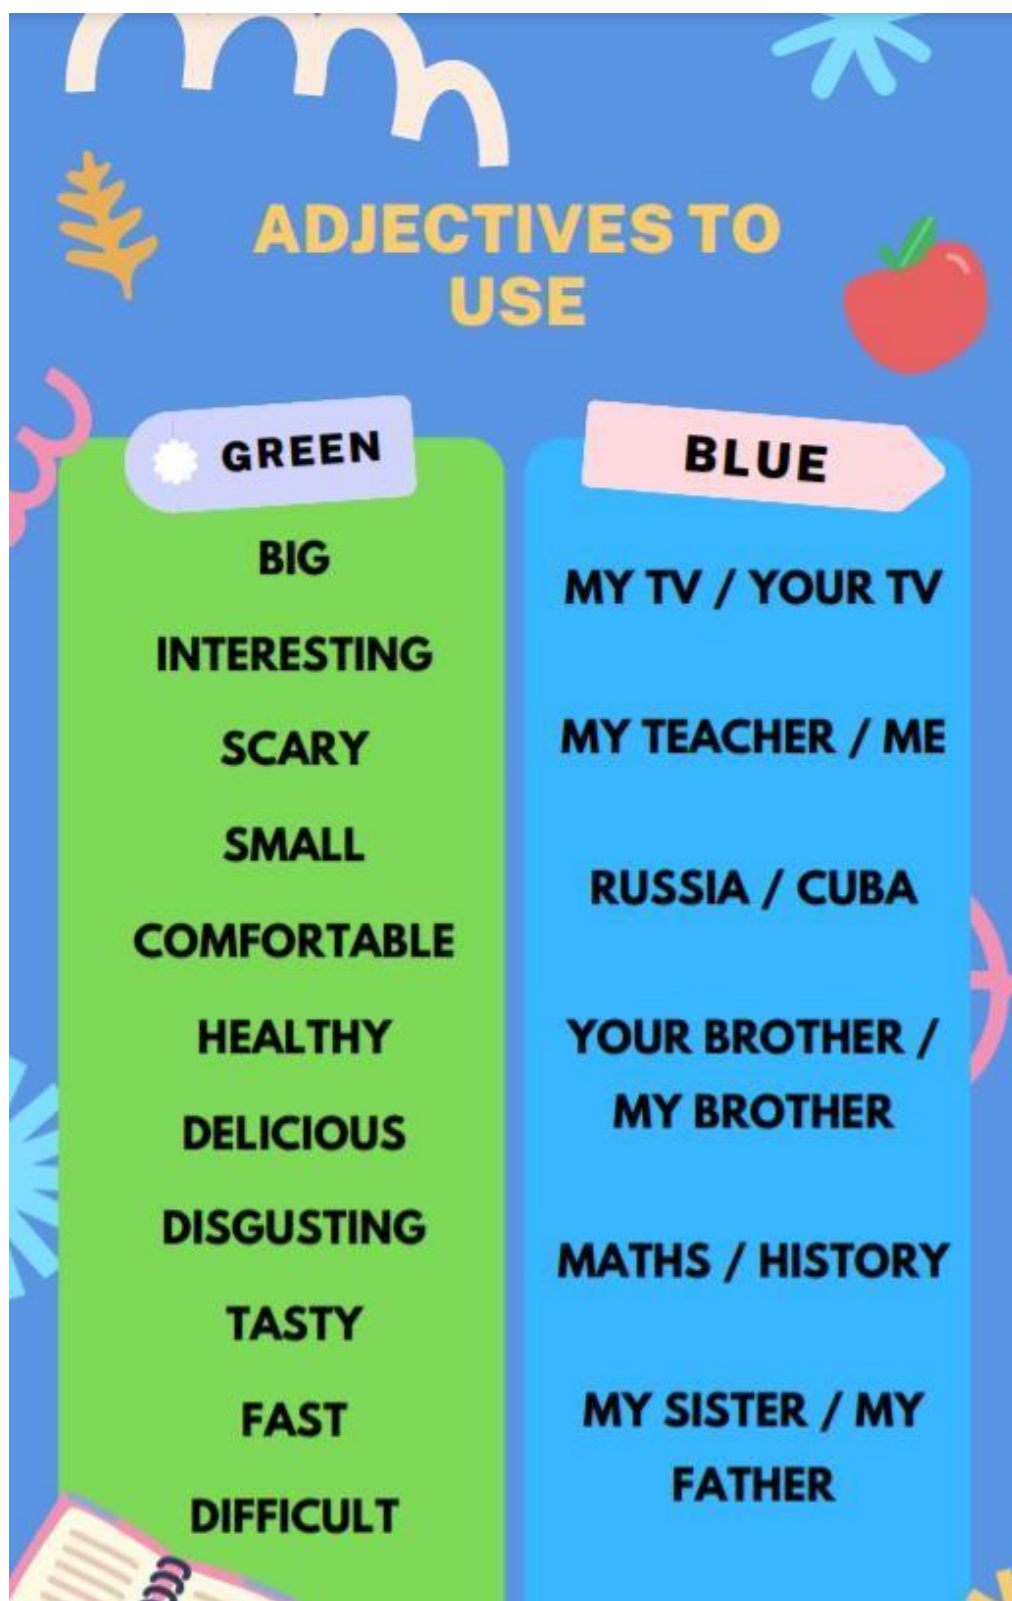 ADJECTIVES TO
USE
GREEN
BIG
INTERESTING
SCARY
SMALL
COMFORTABLE
HEALTHY
DELICIOUS
DISGUSTING
TASTY
FAST
DIFFICULT
BLUE
MY TV / YOUR TV
MY TEACHER / ME
RUSSIA / CUBA
YOUR BROTHER /
MY BROTHER
MATHS / HISTORY
MY SISTER / MY
FATHER